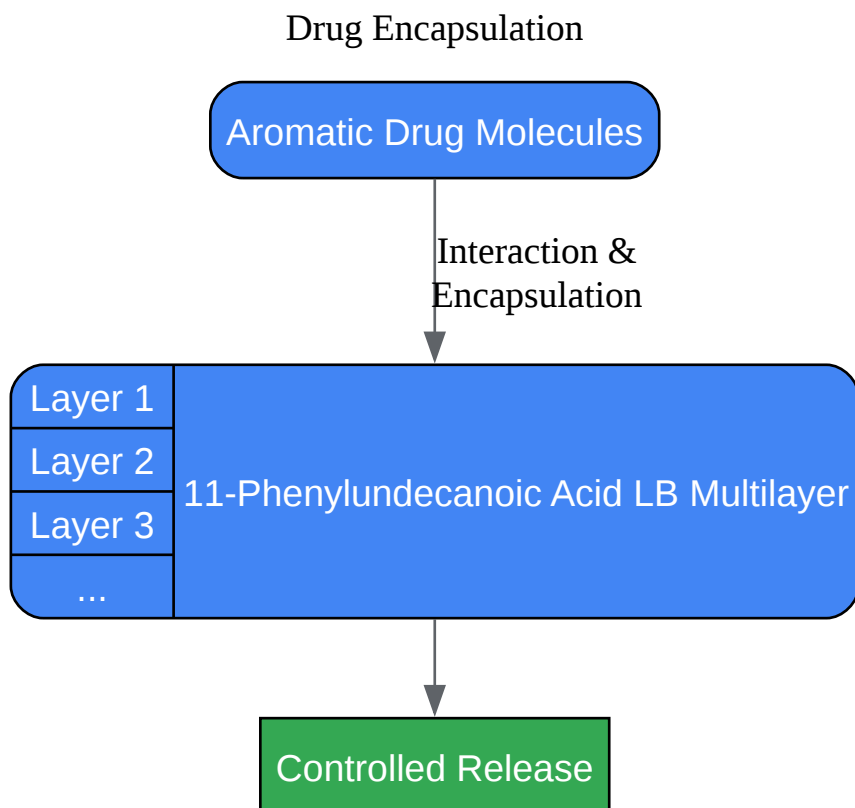 Drug Encapsulation
Aromatic Drug Molecules
Interaction &
Encapsulation
Layer 1
Layer 2
Layer 3
...
11-Phenylundecanoic Acid LB Multilayer
Controlled Release